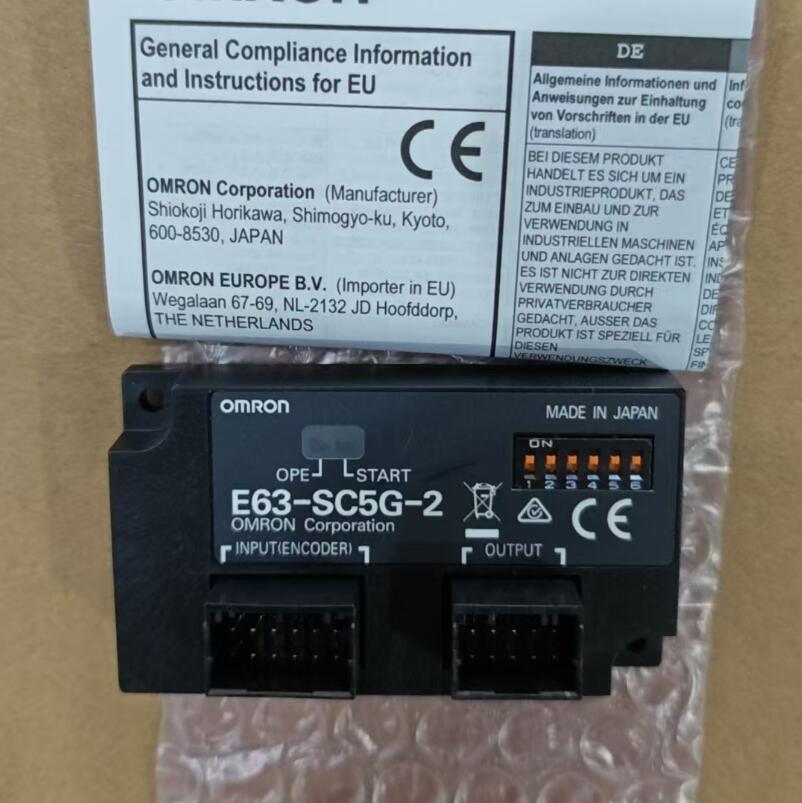 General Compliance Information
and Instructions for EU
CE
OMRON Corporation (Manufacturer)
Shiokoji Horikawa, Shimogyo-ku, Kyoto,
600-8530, JAPAN
OMRON EUROPE B.V. (Importer in EU)
Wegalaan 67-69, NL-2132 JD Hoofddorp,
THE NETHERLANDS
DE
Allgemeine Informationen und
Anweisungen zur Einhaltung
von Vorschriften in der EU
(translation)
BEI DIESEM PRODUKT
HANDELT ES SICH UM EIN
INDUSTRIEPRODUKT, DAS
ZUM EINBAU UND ZUR
VERWENDUNG IN
INDUSTRIELLEN MASCHINEN
UND ANLAGEN GEDACHT IST.
ES IST NICHT ZUR DIREKTEN
VERWENDUNG DURCH
PRIVATVERBRAUCHER
GEDACHT, AUSSER DAS
PRODUKT IST SPEZIELL FÜR
DIESEN
VERWENDUNGSZWECK
OMRON
MADE IN JAPAN
ON
1 2 3 4 5 6
OPE START
E63-SC5G-2
OMRON Corporation
CE
INPUT(ENCODER)
OUTPUT